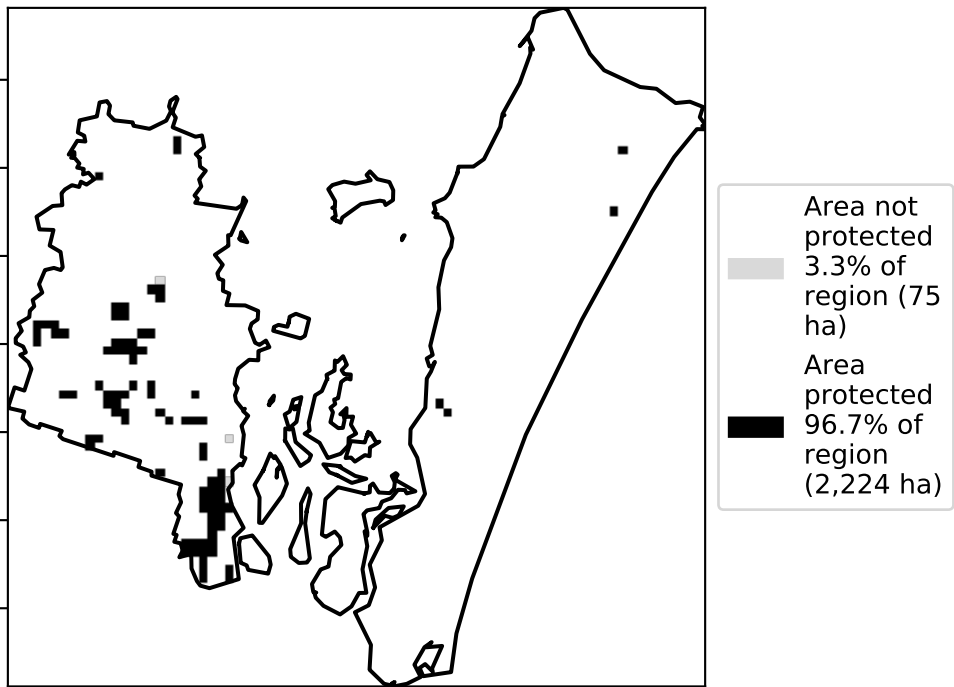 Area not
protected
3.3% of
region (75
ha)
Area
protected
96.7% of
region
(2,224 ha)